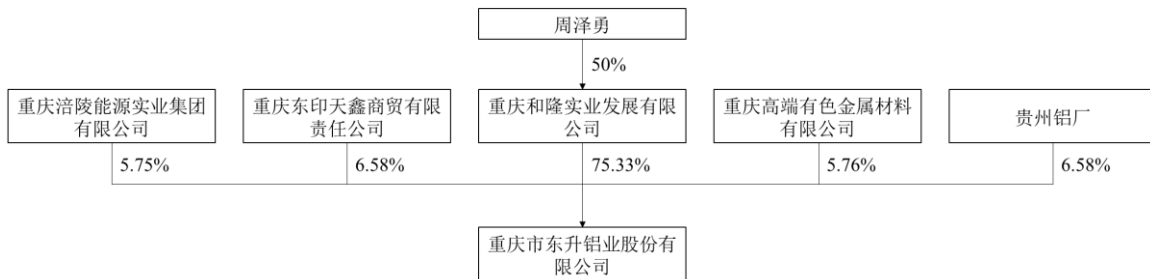 周泽勇
50%
重庆涪陵能源实业集团
有限公司
重庆东印天鑫商贸有限
责任公司
重庆和隆实业发展有限
公司
重庆高端有色金属材料
有限公司
贵州铝厂
5.75%
6.58%
75.33%
5.76%
6.58%
重庆市东升铝业股份有
限公司